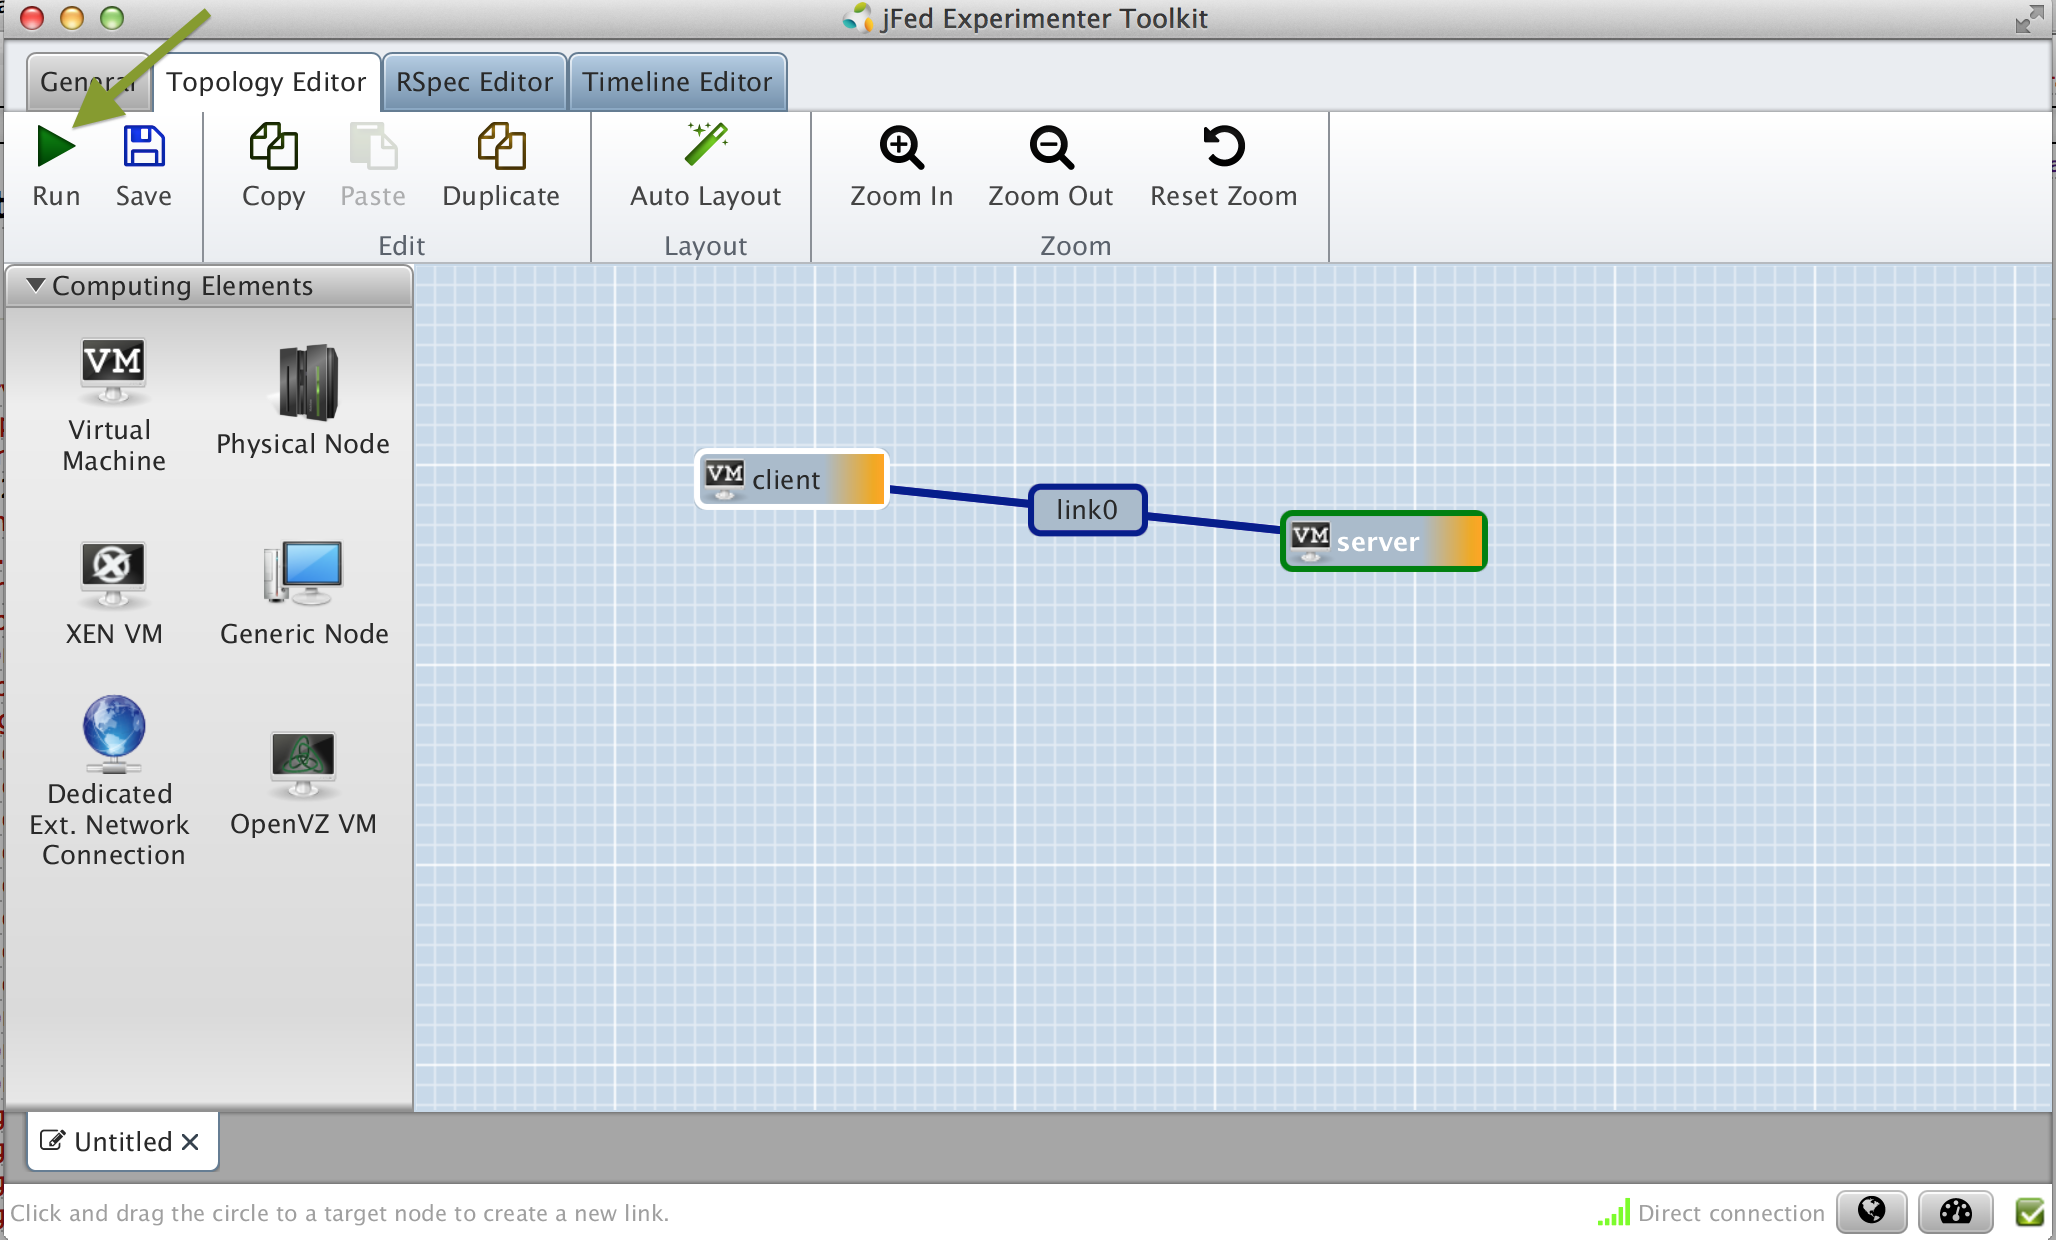 jFed Experimenter Toolkit
General Topology Editor RSpec Editor Timeline Editor
Run Save Copy Paste Duplicate Auto Layout Zoom In Zoom Out Reset Zoom
Edit Layout Zoom
Computing Elements
VM
Virtual
Machine
Physical Node
XEN VM
Generic Node
Dedicated
Ext. Network
Connection
OpenVZ VM
VM client
link0
VM server
Untitled
Click and drag the circle to a target node to create a new link.
Direct connection